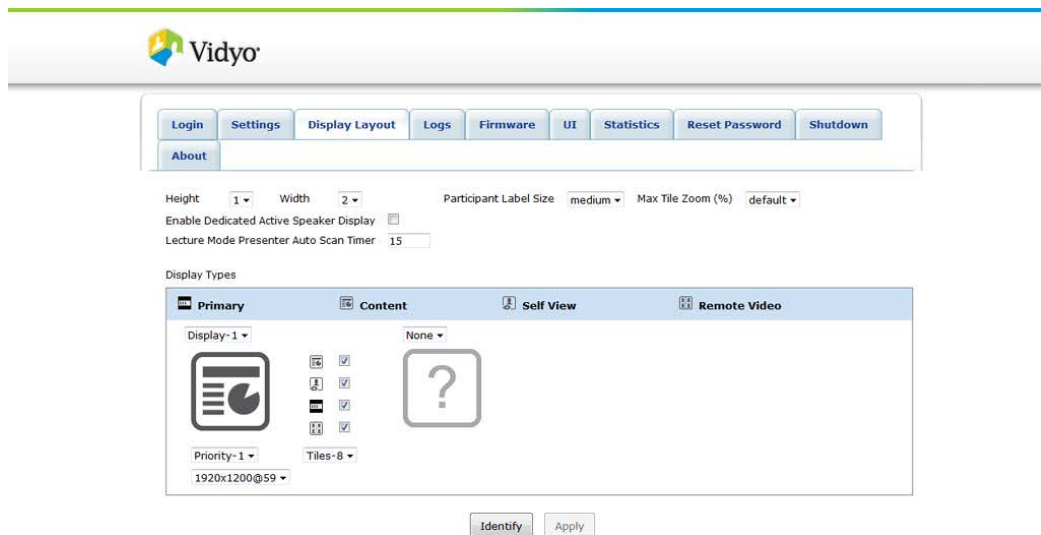 Vidyo
Login Settings Display Layout Logs Firmware UI Statistics Reset Password Shutdown
About
Height 1 Width 2 Participant Label Size medium Max Tile Zoom (%) default
Enable Dedicated Active Speaker Display
Lecture Mode Presenter Auto Scan Timer 15
Display Types
Primary Content Self View Remote Video
Display-1 None
?
Priority-1 Tiles-8
1920x1200@59
Identify Apply